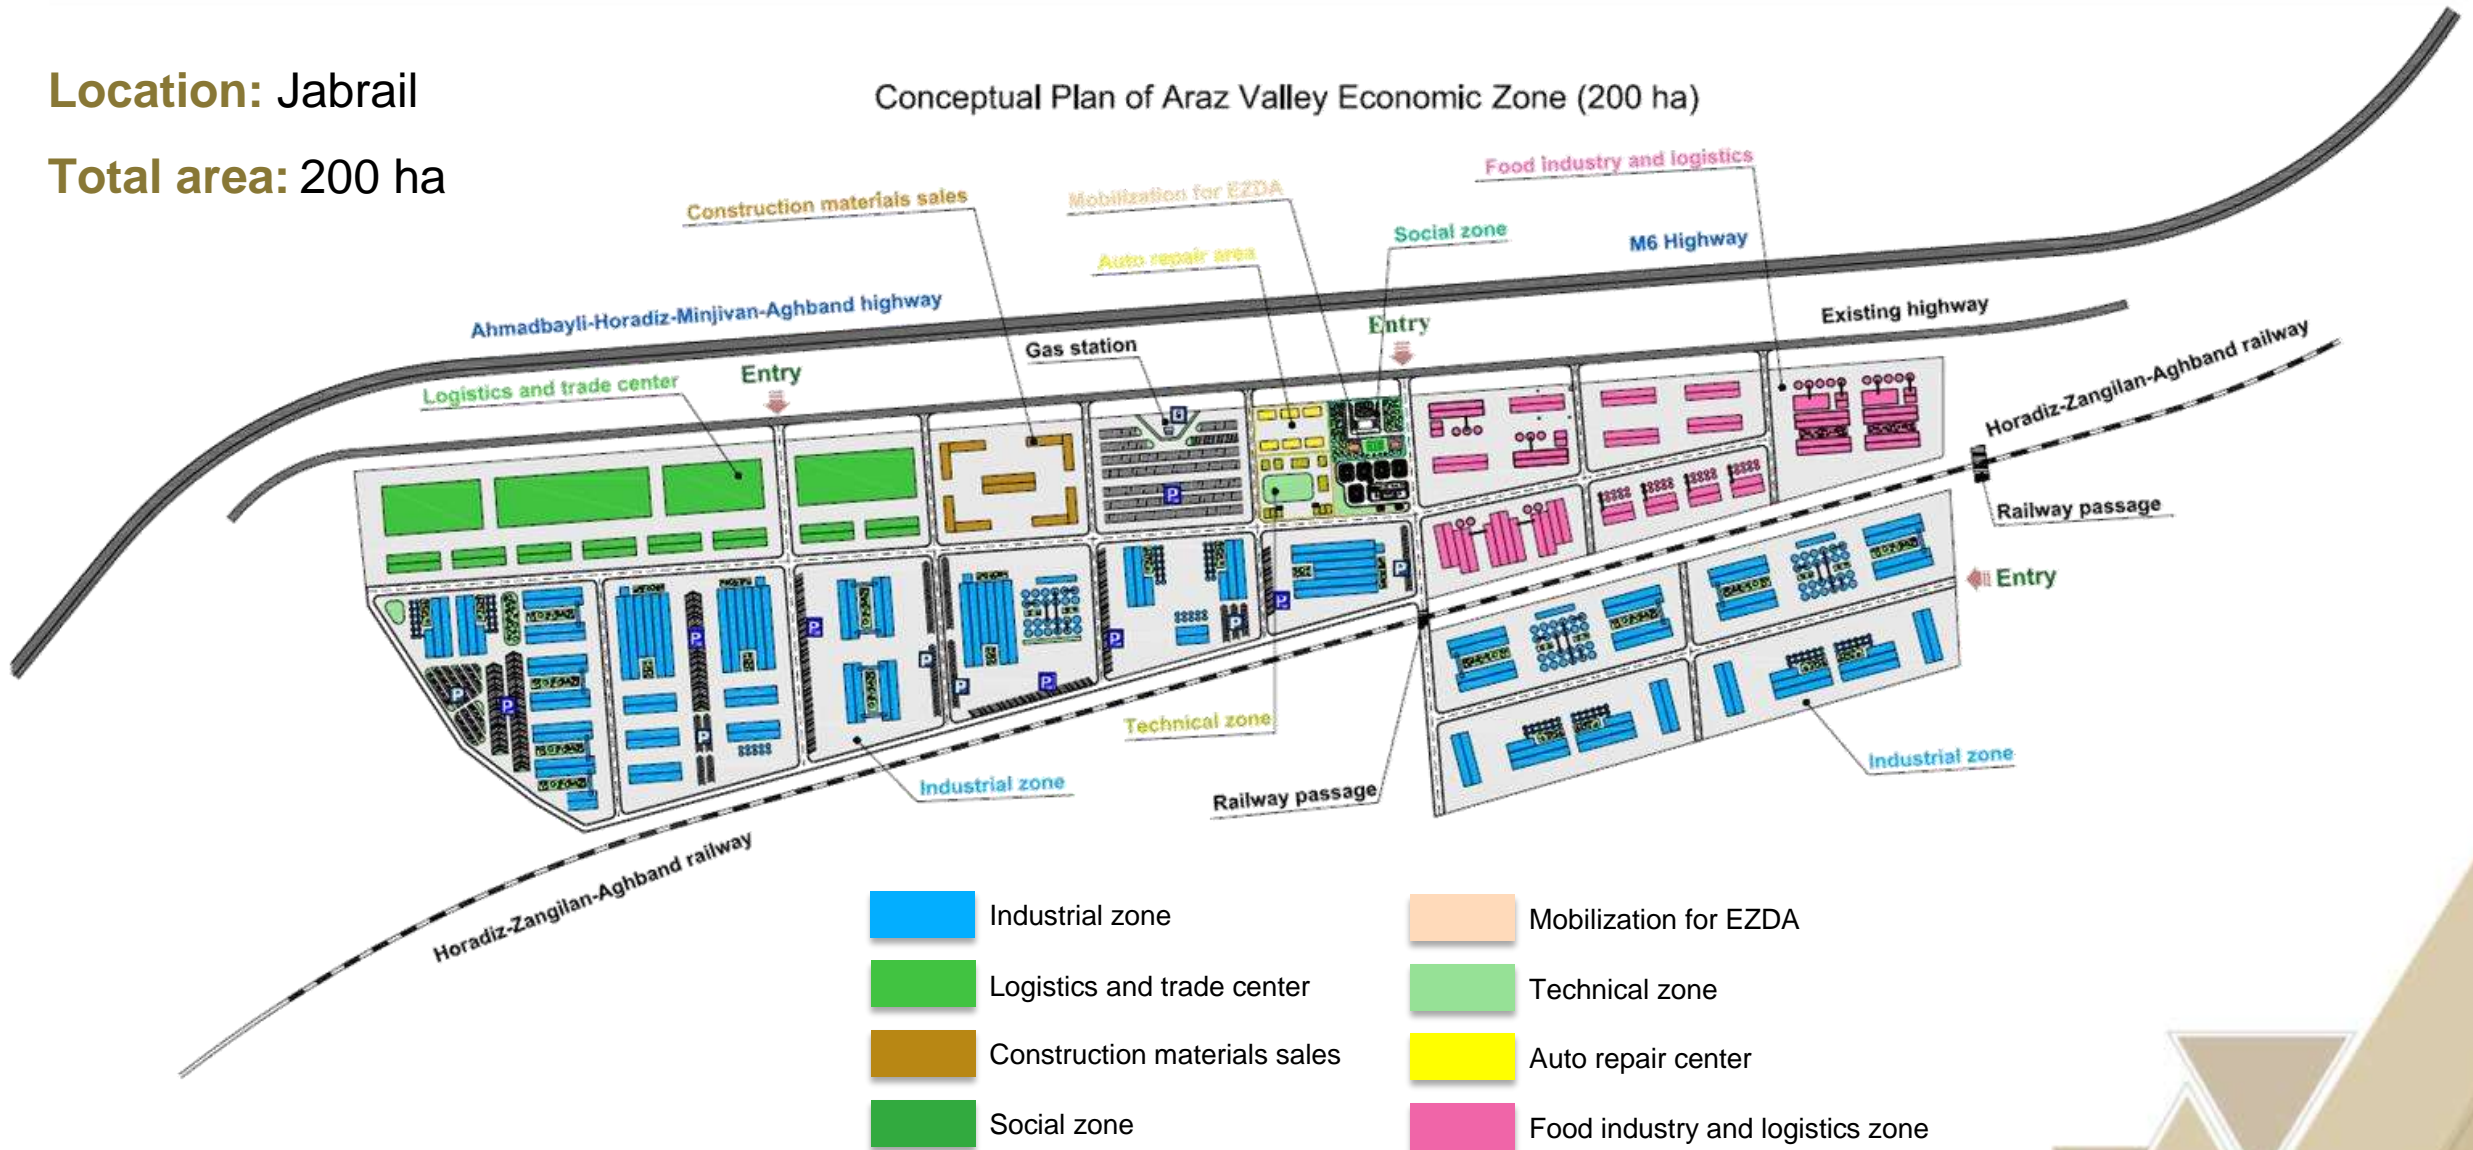 Location: Jabrail
Total area: 200 ha
Conceptual Plan of Araz Valley Economic Zone (200 ha)
Food industry and logistics
Construction materials sales
Mobilization for EZDA
Social zone
M6 Highway
Auto repair area
Ahmadbayli-Horadiz-Minjivan-Aghband highway
Existing highway
Entry
Gas station
Horadiz-Zangilan-Aghband railway
Logistics and trade center
Entry
G
P
Railway passage
Entry
P
P
P
P
P
P
P
P
P
P
P
P
P
Technical zone
Industrial zone
Industrial zone
Railway passage
Horadiz-Zangilan-Aghband railway
Industrial zone
Mobilization for EZDA
Logistics and trade center
Technical zone
Construction materials sales
Auto repair center
Social zone
Food industry and logistics zone